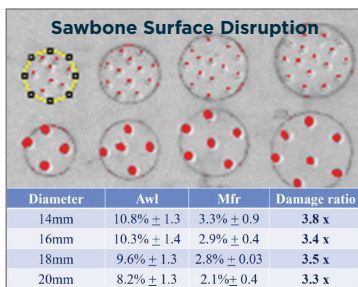 Sawbone Surface Disruption
Diameter Awl Mfr Damage ratio
14mm 10.8% ± 1.3 3.3% ± 0.9 3.8 x
16mm 10.3% ± 1.4 2.9% ± 0.4 3.4 x
18mm 9.6% ± 1.3 2.8% ± 0.03 3.5 x
20mm 8.2% ± 1.3 2.1%± 0.4 3.3 x